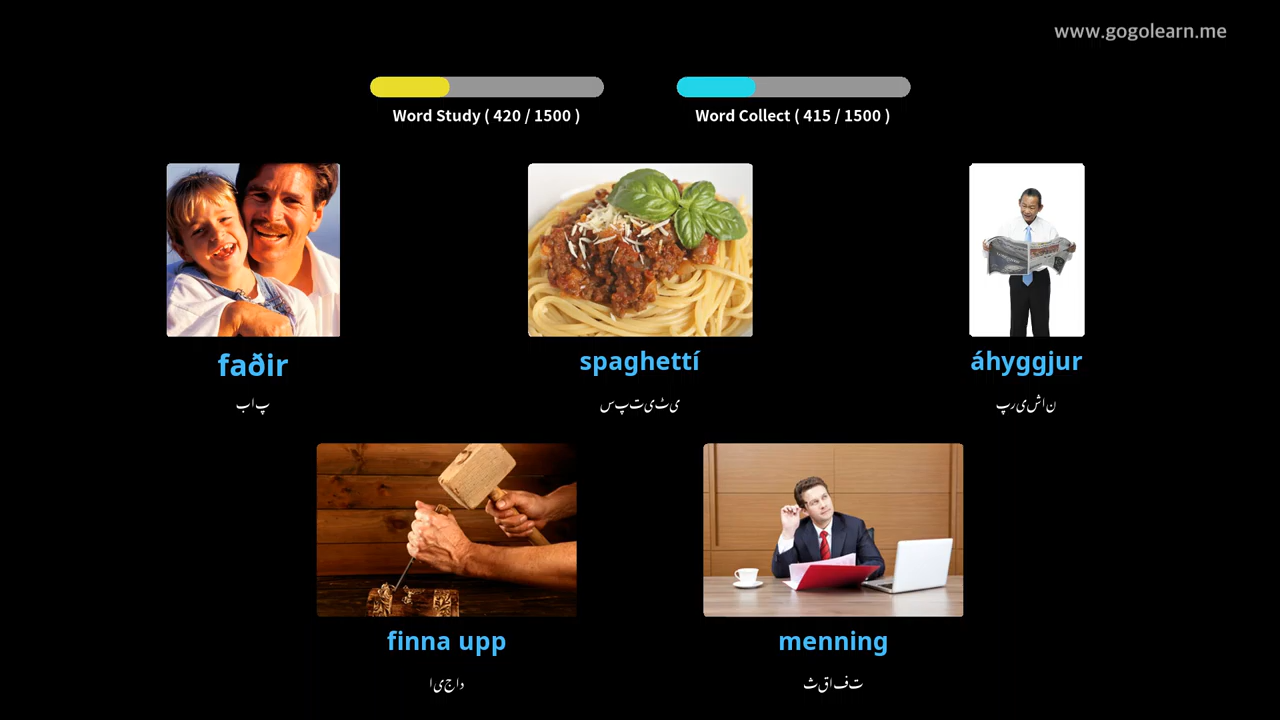 www.gogolearn.me
Word Study ( 420 / 1500 )
Word Collect ( 415 / 1500 )
faðir
spaghettí
áhyggjur
باپ
سپتیٹی
پریشان
finna upp
menning
ایجاد
ثقافت